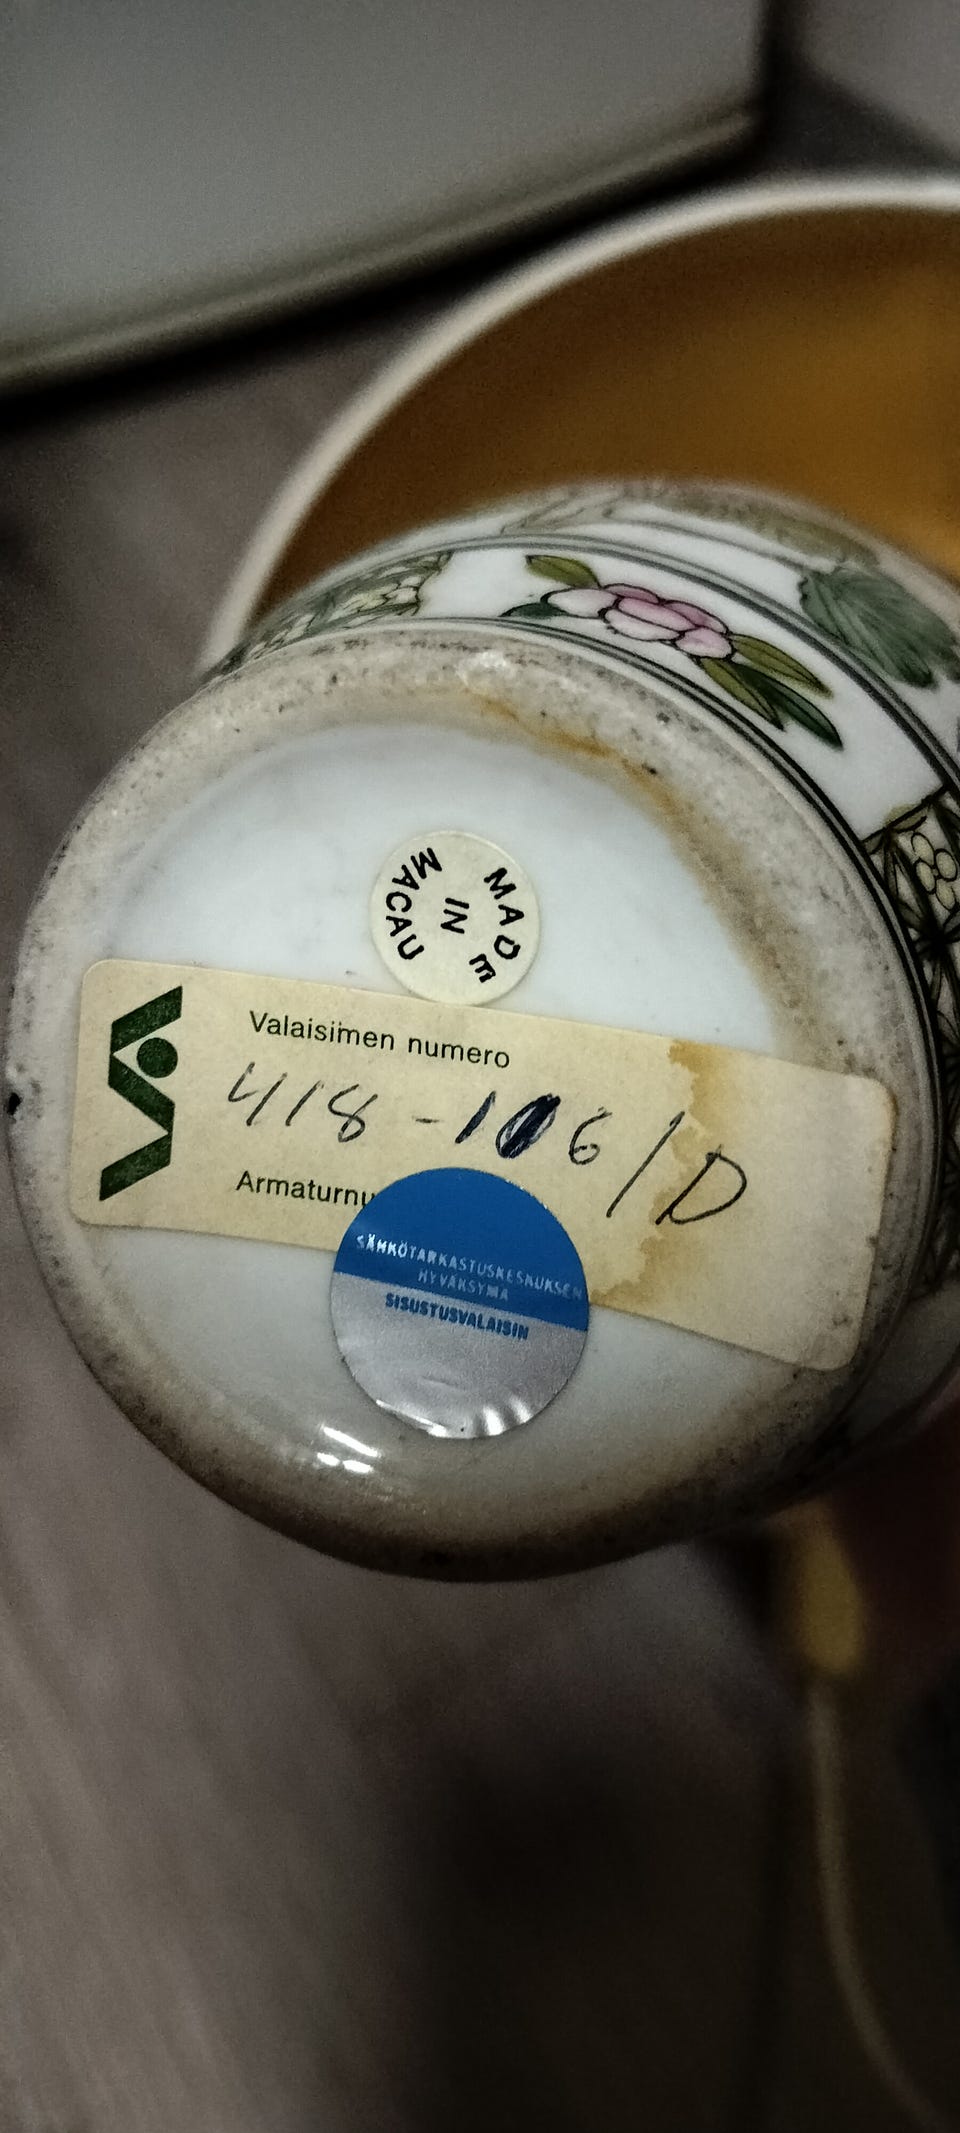 MADE
IN
MACAU
Valaisimen numero
418-106/D
Armaturnu
SÄHKÖTARKASTUSKESKUKSEN
HYVÄKSYMÄ
SISUSTUSVALAISIN